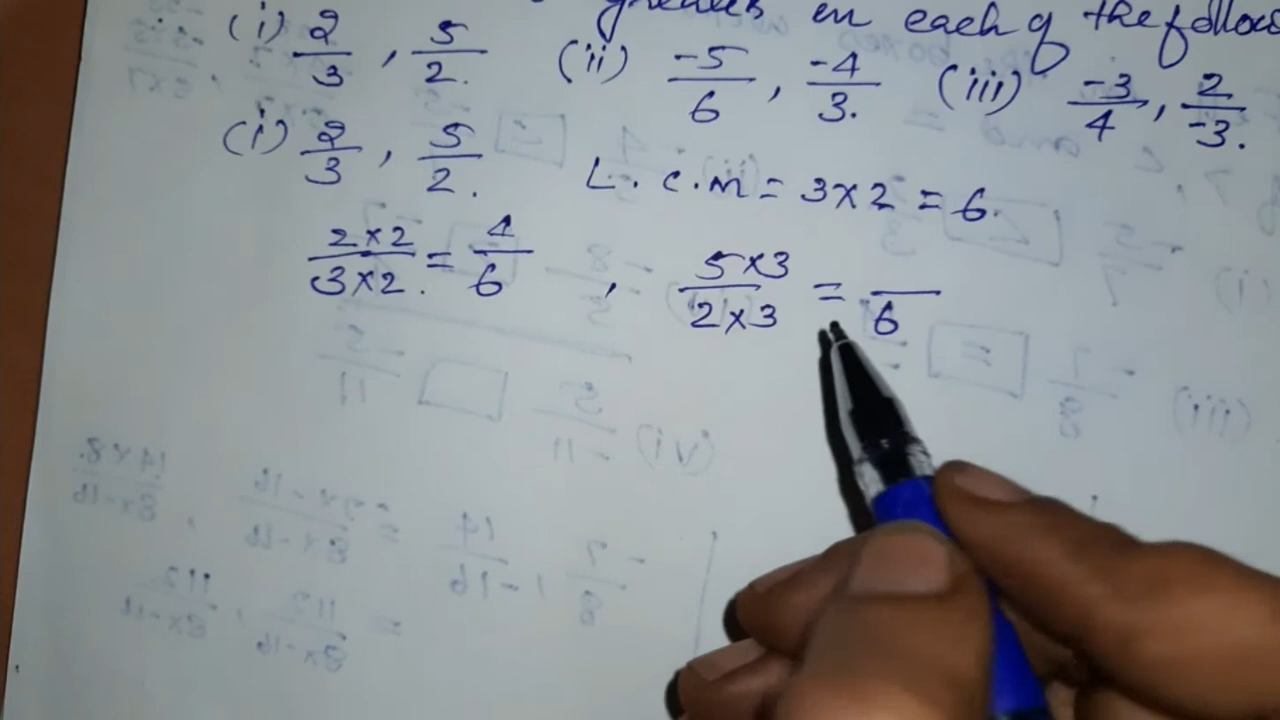 greater in each of the follow
(i) 2/3 , 5/2. (ii) -5/6 , -4/3. (iii) -3/4 , 2/-3.
(i) 2/3 , 5/2. L.C.M = 3×2 = 6.
2×2/3×2. = 4/6 , 5×3/2×3 = /6